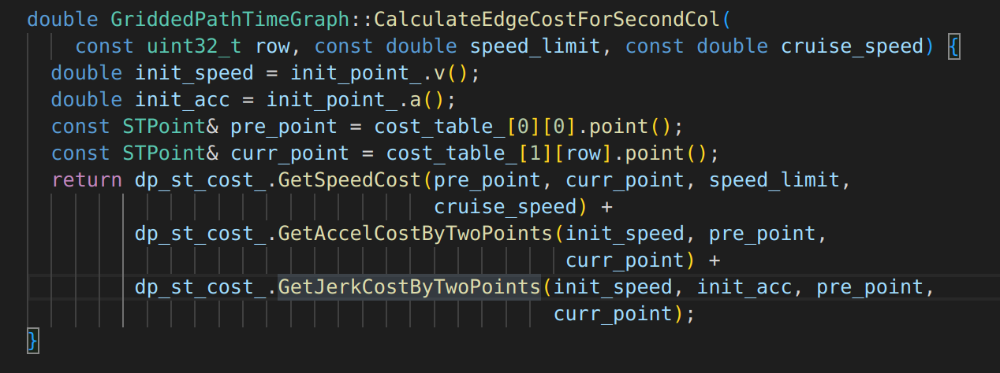 double GriddedPathTimeGraph::CalculateEdgeCostForSecondCol(
    const uint32_t row, const double speed_limit, const double cruise_speed) {
  double init_speed = init_point_.v();
  double init_acc = init_point_.a();
  const STPoint& pre_point = cost_table_[0][0].point();
  const STPoint& curr_point = cost_table_[1][row].point();
  return dp_st_cost_.GetSpeedCost(pre_point, curr_point, speed_limit,
                                  cruise_speed) +
         dp_st_cost_.GetAccelCostByTwoPoints(init_speed, pre_point,
                                             curr_point) +
         dp_st_cost_.GetJerkCostByTwoPoints(init_speed, init_acc, pre_point,
                                            curr_point);
}